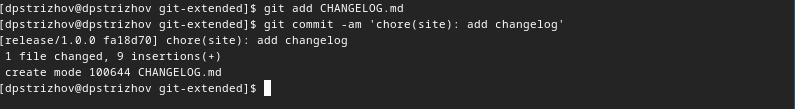 [dpstrizhov@dpstrizhov git-extended]$ git add CHANGELOG.md
[dpstrizhov@dpstrizhov git-extended]$ git commit -am 'chore(site): add changelog'
[release/1.0.0 fa18d70] chore(site): add changelog
1 file changed, 9 insertions(+)
create mode 100644 CHANGELOG.md
[dpstrizhov@dpstrizhov git-extended]$